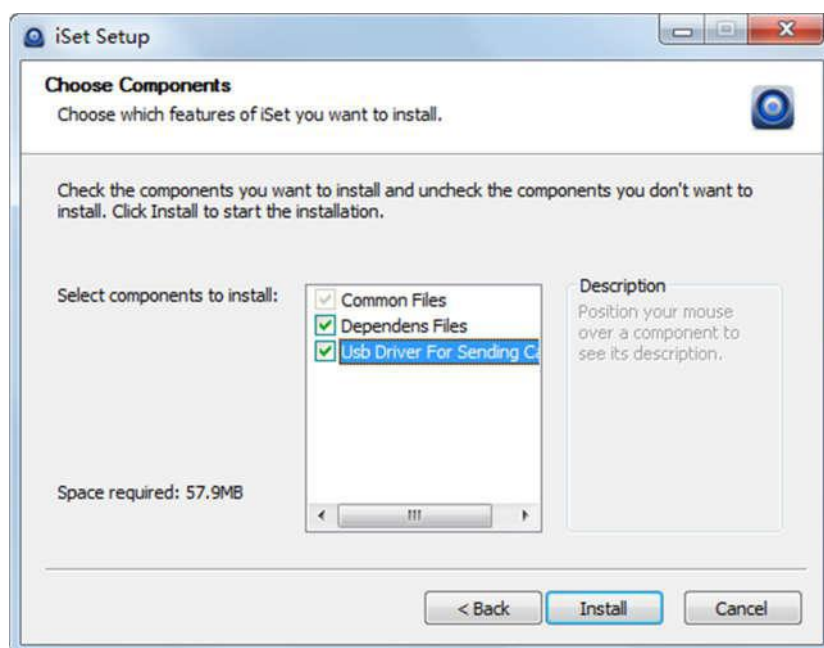 iSet Setup
Choose Components
Choose which features of iSet you want to install.
Check the components you want to install and uncheck the components you don't want to
install. Click Install to start the installation.
Select components to install:
Common Files
Dependens Files
Usb Driver For Sending Ca
Description
Position your mouse
over a component to
see its description.
Space required: 57.9MB
< Back
Install
Cancel